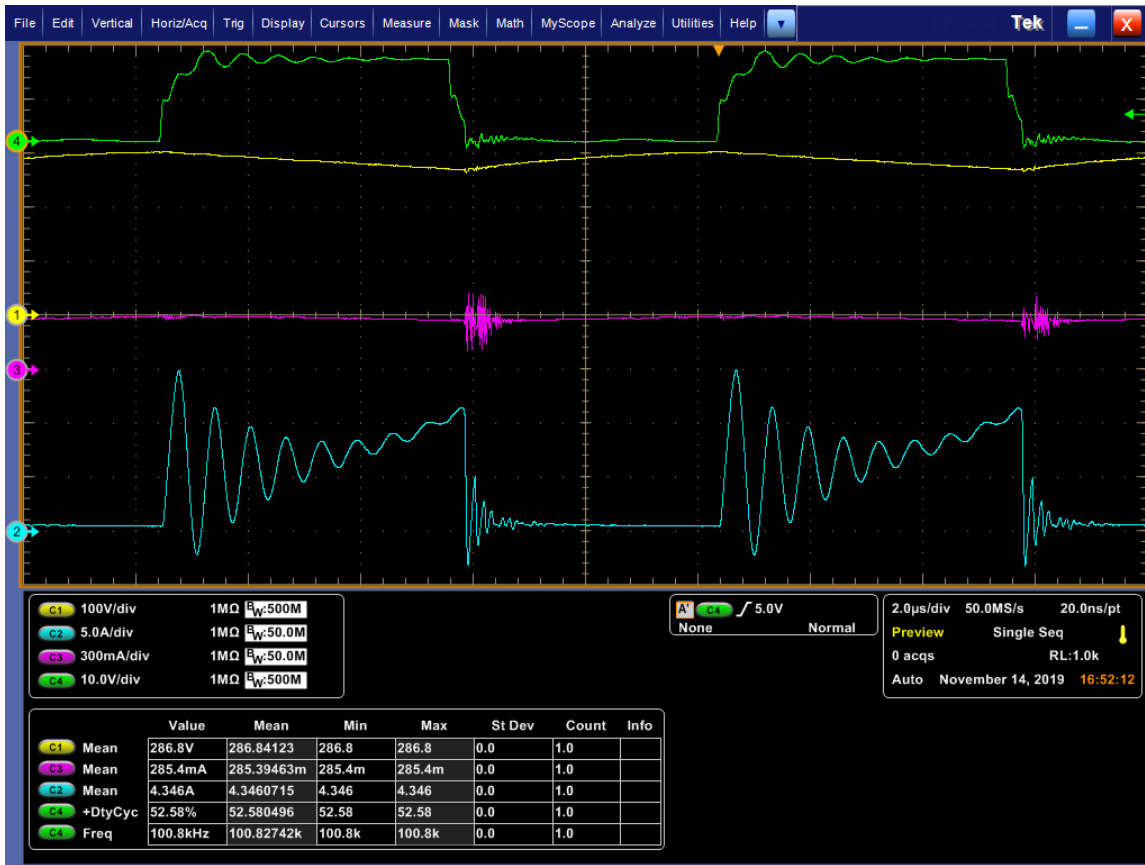 File Edit Vertical Horiz/Acq Trig Display Cursors Measure Mask Math MyScope Analyze Utilities Help Tek X
4
1
3
2
C1 100V/div 1MΩ BW:500M
C2 5.0A/div 1MΩ BW:50.0M
C3 300mA/div 1MΩ BW:50.0M
C4 10.0V/div 1MΩ BW:500M
A' C4 5.0V
None Normal
2.0µs/div 50.0MS/s 20.0ns/pt
Preview Single Seq
0 acqs RL:1.0k
Auto November 14, 2019 16:52:12
Value Mean Min Max St Dev Count Info
C1 Mean 286.8V 286.84123 286.8 286.8 0.0 1.0
C3 Mean 285.4mA 285.39463m 285.4m 285.4m 0.0 1.0
C2 Mean 4.346A 4.3460715 4.346 4.346 0.0 1.0
C4 +DtyCyc 52.58% 52.580496 52.58 52.58 0.0 1.0
C4 Freq 100.8kHz 100.82742k 100.8k 100.8k 0.0 1.0